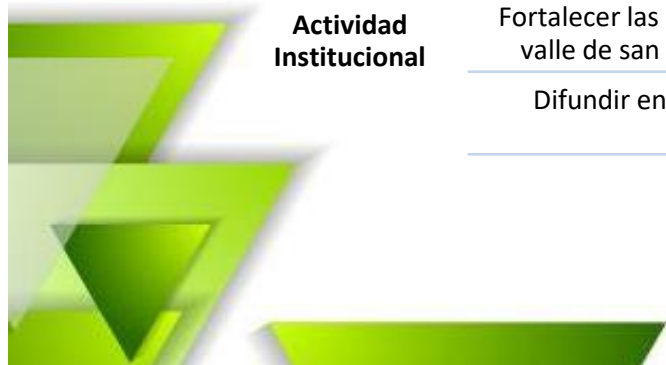 Actividad
Institucional
Fortalecer las
valle de san
Difundir en